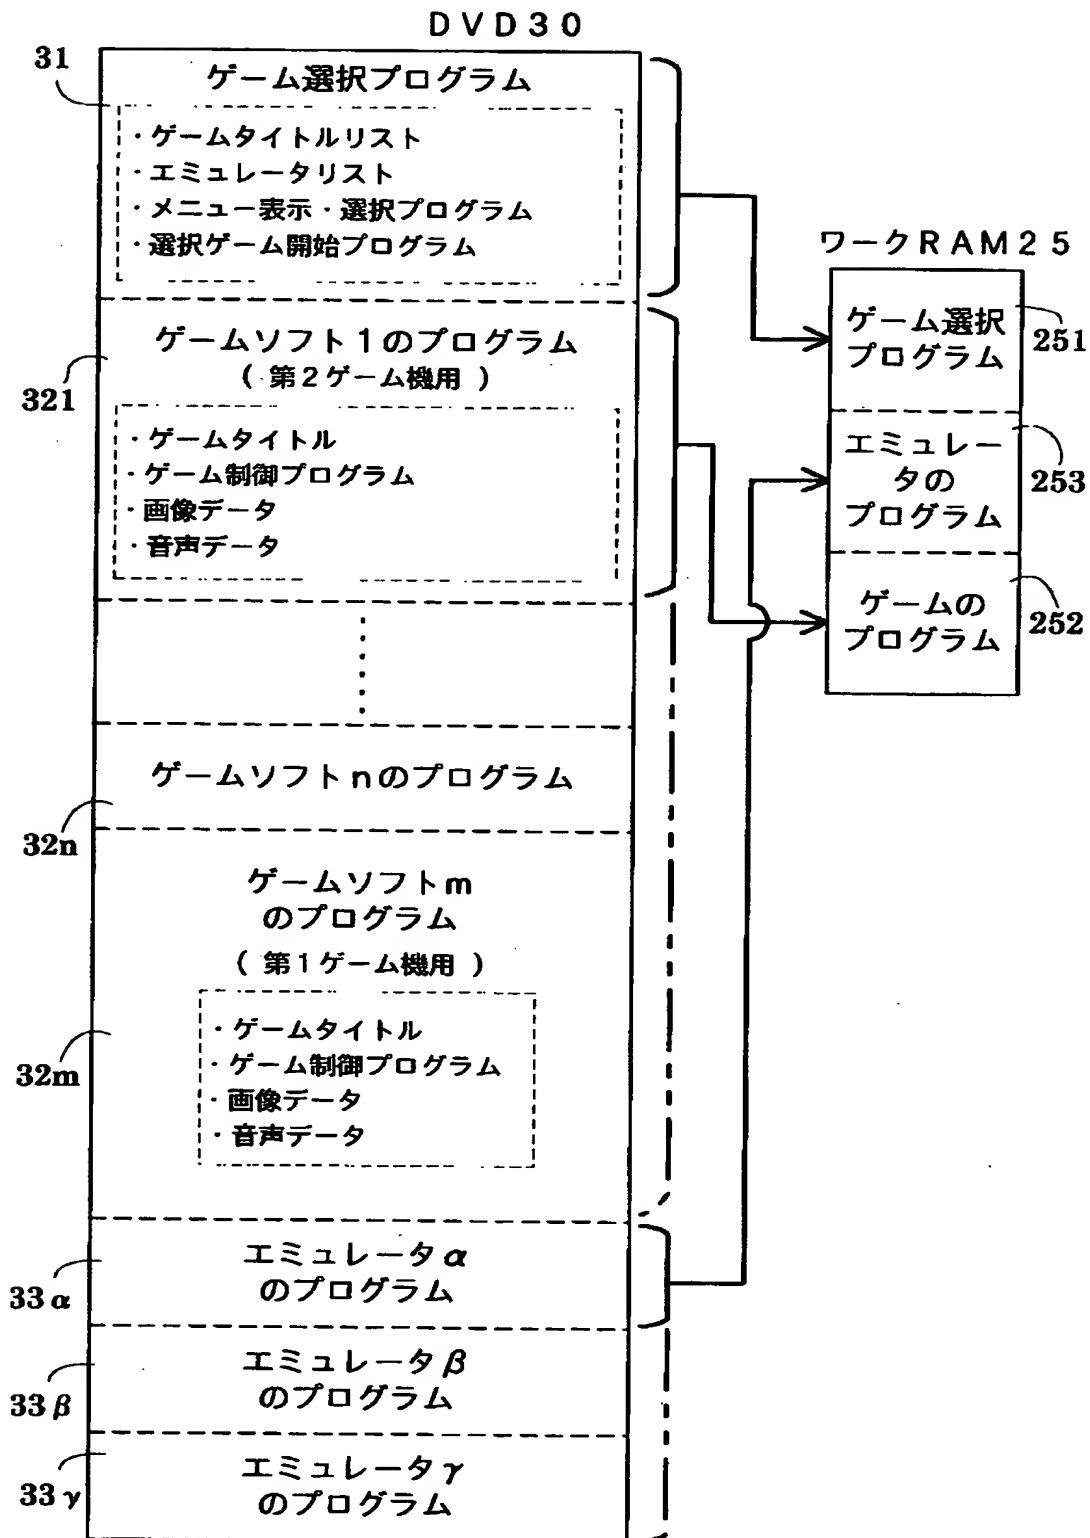 DVD30
31
ゲーム選択プログラム
・ゲームタイトルリスト
・エミュレータリスト
・メニュー表示・選択プログラム
・選択ゲーム開始プログラム
321
ゲームソフト1のプログラム
(第2ゲーム機用)
・ゲームタイトル
・ゲーム制御プログラム
・画像データ
・音声データ
32n
ゲームソフトnのプログラム
32m
ゲームソフトm
のプログラム
(第1ゲーム機用)
・ゲームタイトル
・ゲーム制御プログラム
・画像データ
・音声データ
33α
エミュレータα
のプログラム
33β
エミュレータβ
のプログラム
33γ
エミュレータγ
のプログラム
ワークRAM25
ゲーム選択
プログラム
251
エミュレー
タの
プログラム
253
ゲームの
プログラム
252